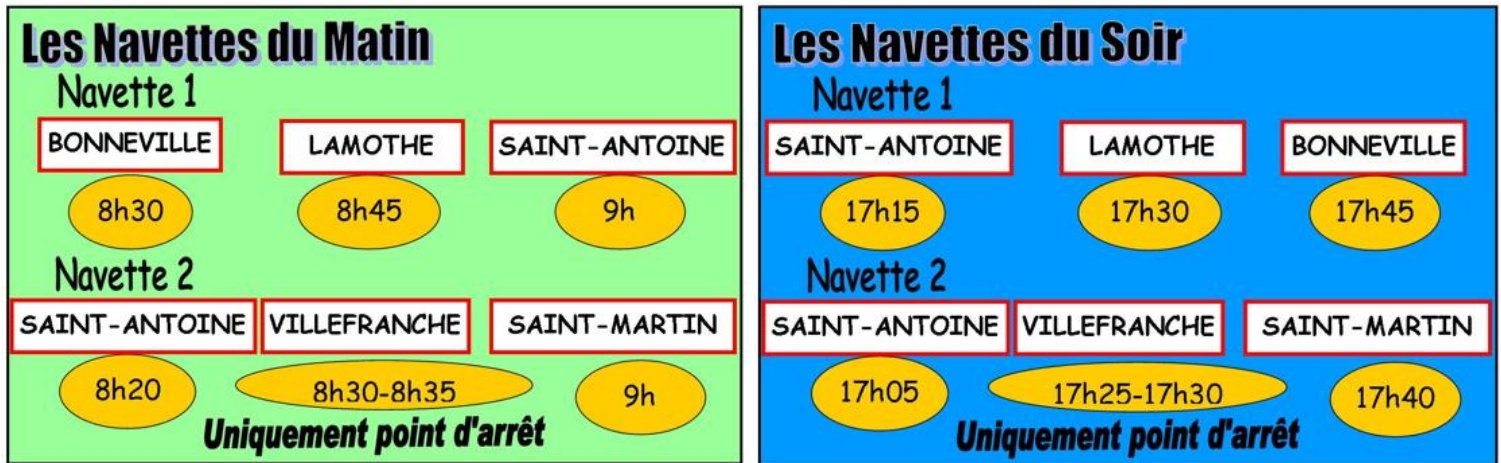 Les Navettes du Matin
Navette 1
BONNEVILLE LAMOTHE SAINT-ANTOINE
8h30 8h45 9h
Navette 2
SAINT-ANTOINE VILLEFRANCHE SAINT-MARTIN
8h20 8h30-8h35 9h
Uniquement point d'arrêt
Les Navettes du Soir
Navette 1
SAINT-ANTOINE LAMOTHE BONNEVILLE
17h15 17h30 17h45
Navette 2
SAINT-ANTOINE VILLEFRANCHE SAINT-MARTIN
17h05 17h25-17h30 17h40
Uniquement point d'arrêt